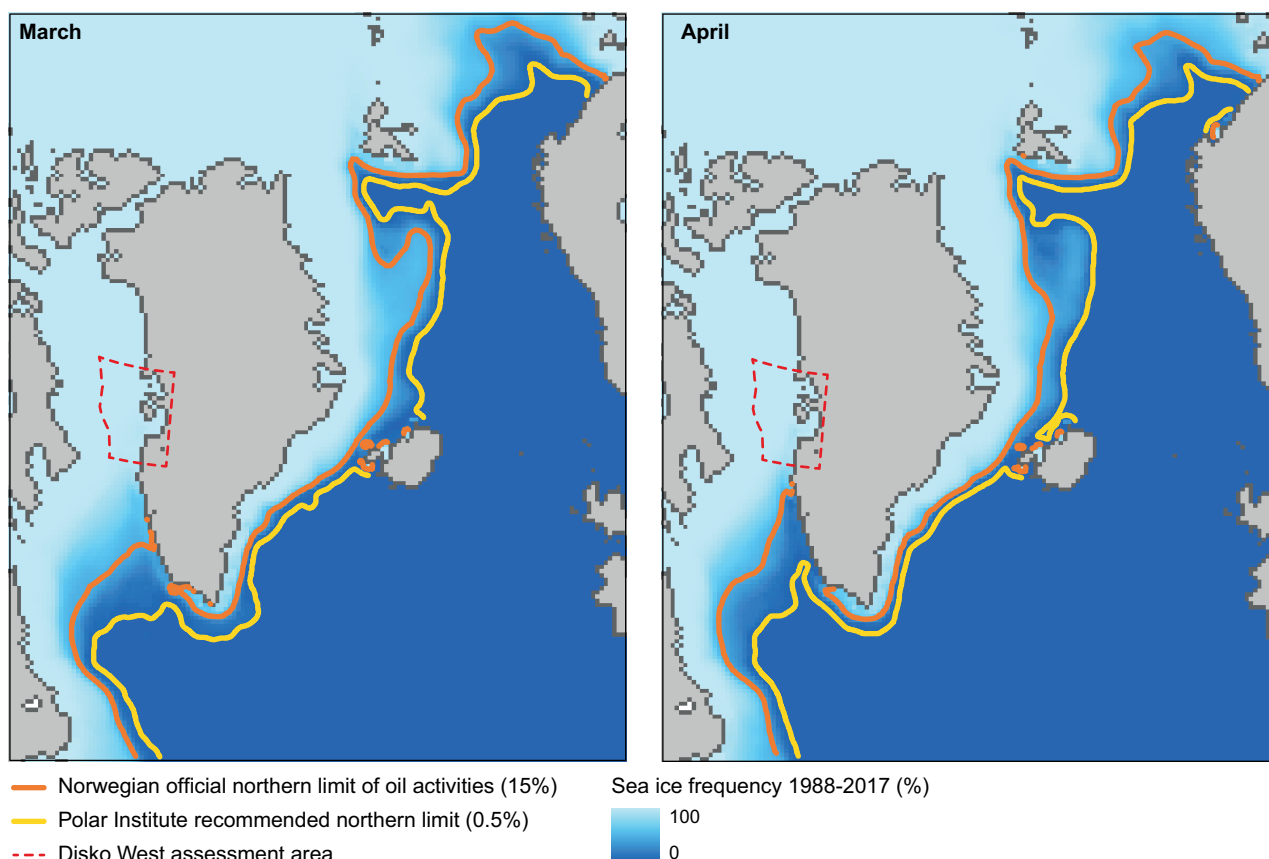 March
April
Norwegian official northern limit of oil activities (15%)
Polar Institute recommended northern limit (0.5%)
Disko West assessment area
Sea ice frequency 1988-2017 (%)
100
0